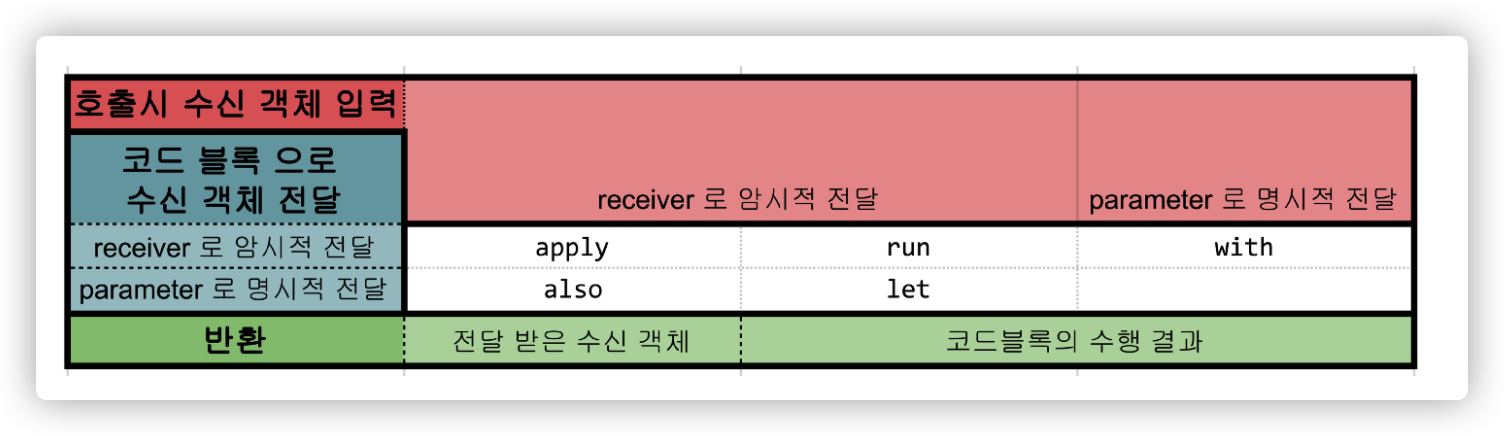 호출시 수신 객체 입력
코드 블록 으로
수신 객체 전달
receiver 로 암시적 전달
parameter 로 명시적 전달
receiver 로 암시적 전달
apply
run
with
parameter 로 명시적 전달
also
let
반환
전달 받은 수신 객체
코드블록의 수행 결과